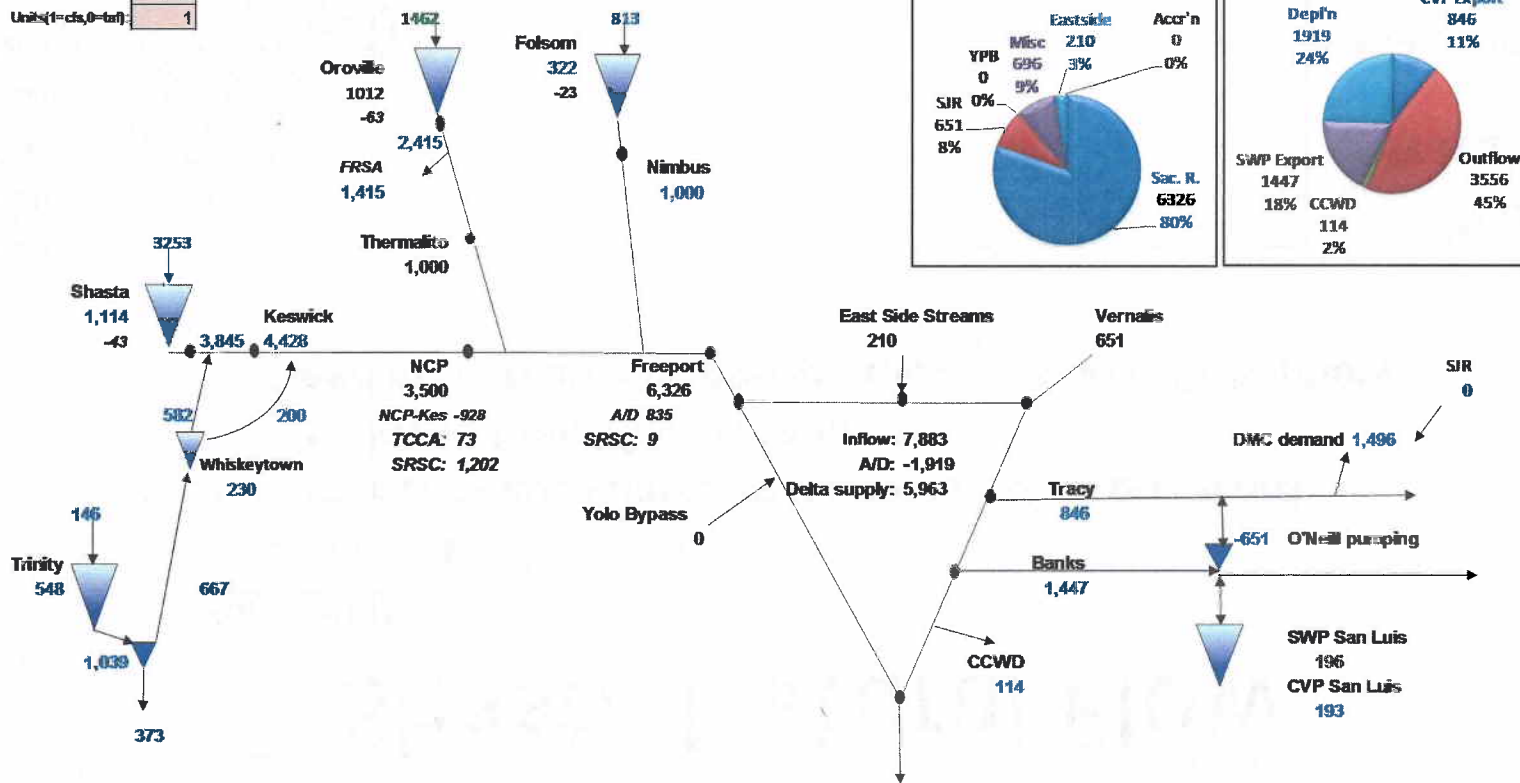 Units(1=cfs,0=taf): 1
1462
Oroville
1012
-63
2,415
FRSA
1,415
Thermalito
1,000
813
Folsom
322
-23
Nimbus
1,000
Eastside
210
3%
Accr'n
0
0%
Misc
696
9%
YPB
0
0%
SJR
651
8%
Sac. R.
6326
80%
Depl'n
1919
24%
CVP Export
846
11%
SWP Export
1447
18%
CCWD
114
2%
Outflow
3556
45%
3253
Shasta
1,114
-43
3,845
Keswick
4,428
NCP
3,500
NCP-Kes -928
TCCA: 73
SRSC: 1,202
Freeport
6,326
A/D 835
SRSC: 9
582
200
Whiskeytown
230
146
Trinity
548
667
1,039
373
East Side Streams
210
Vernalis
651
SJR
0
Inflow: 7,883
A/D: -1,919
Delta supply: 5,963
DMC demand 1,496
Yolo Bypass
0
Tracy
846
-651 O'Neill pumping
Banks
1,447
CCWD
114
SWP San Luis
196
CVP San Luis
193